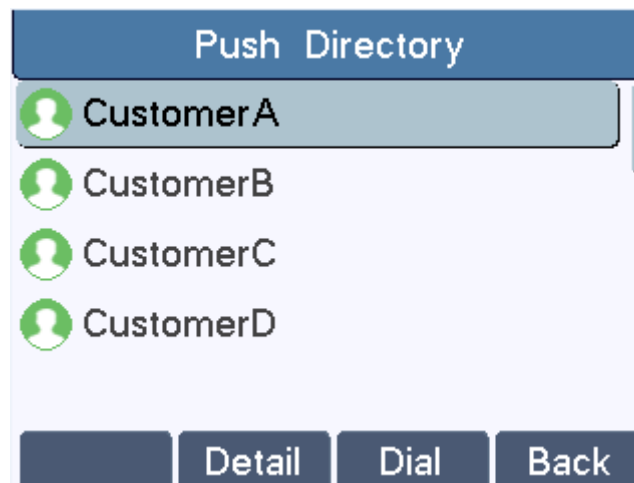 Push Directory
CustomerA
CustomerB
CustomerC
CustomerD
Detail Dial Back